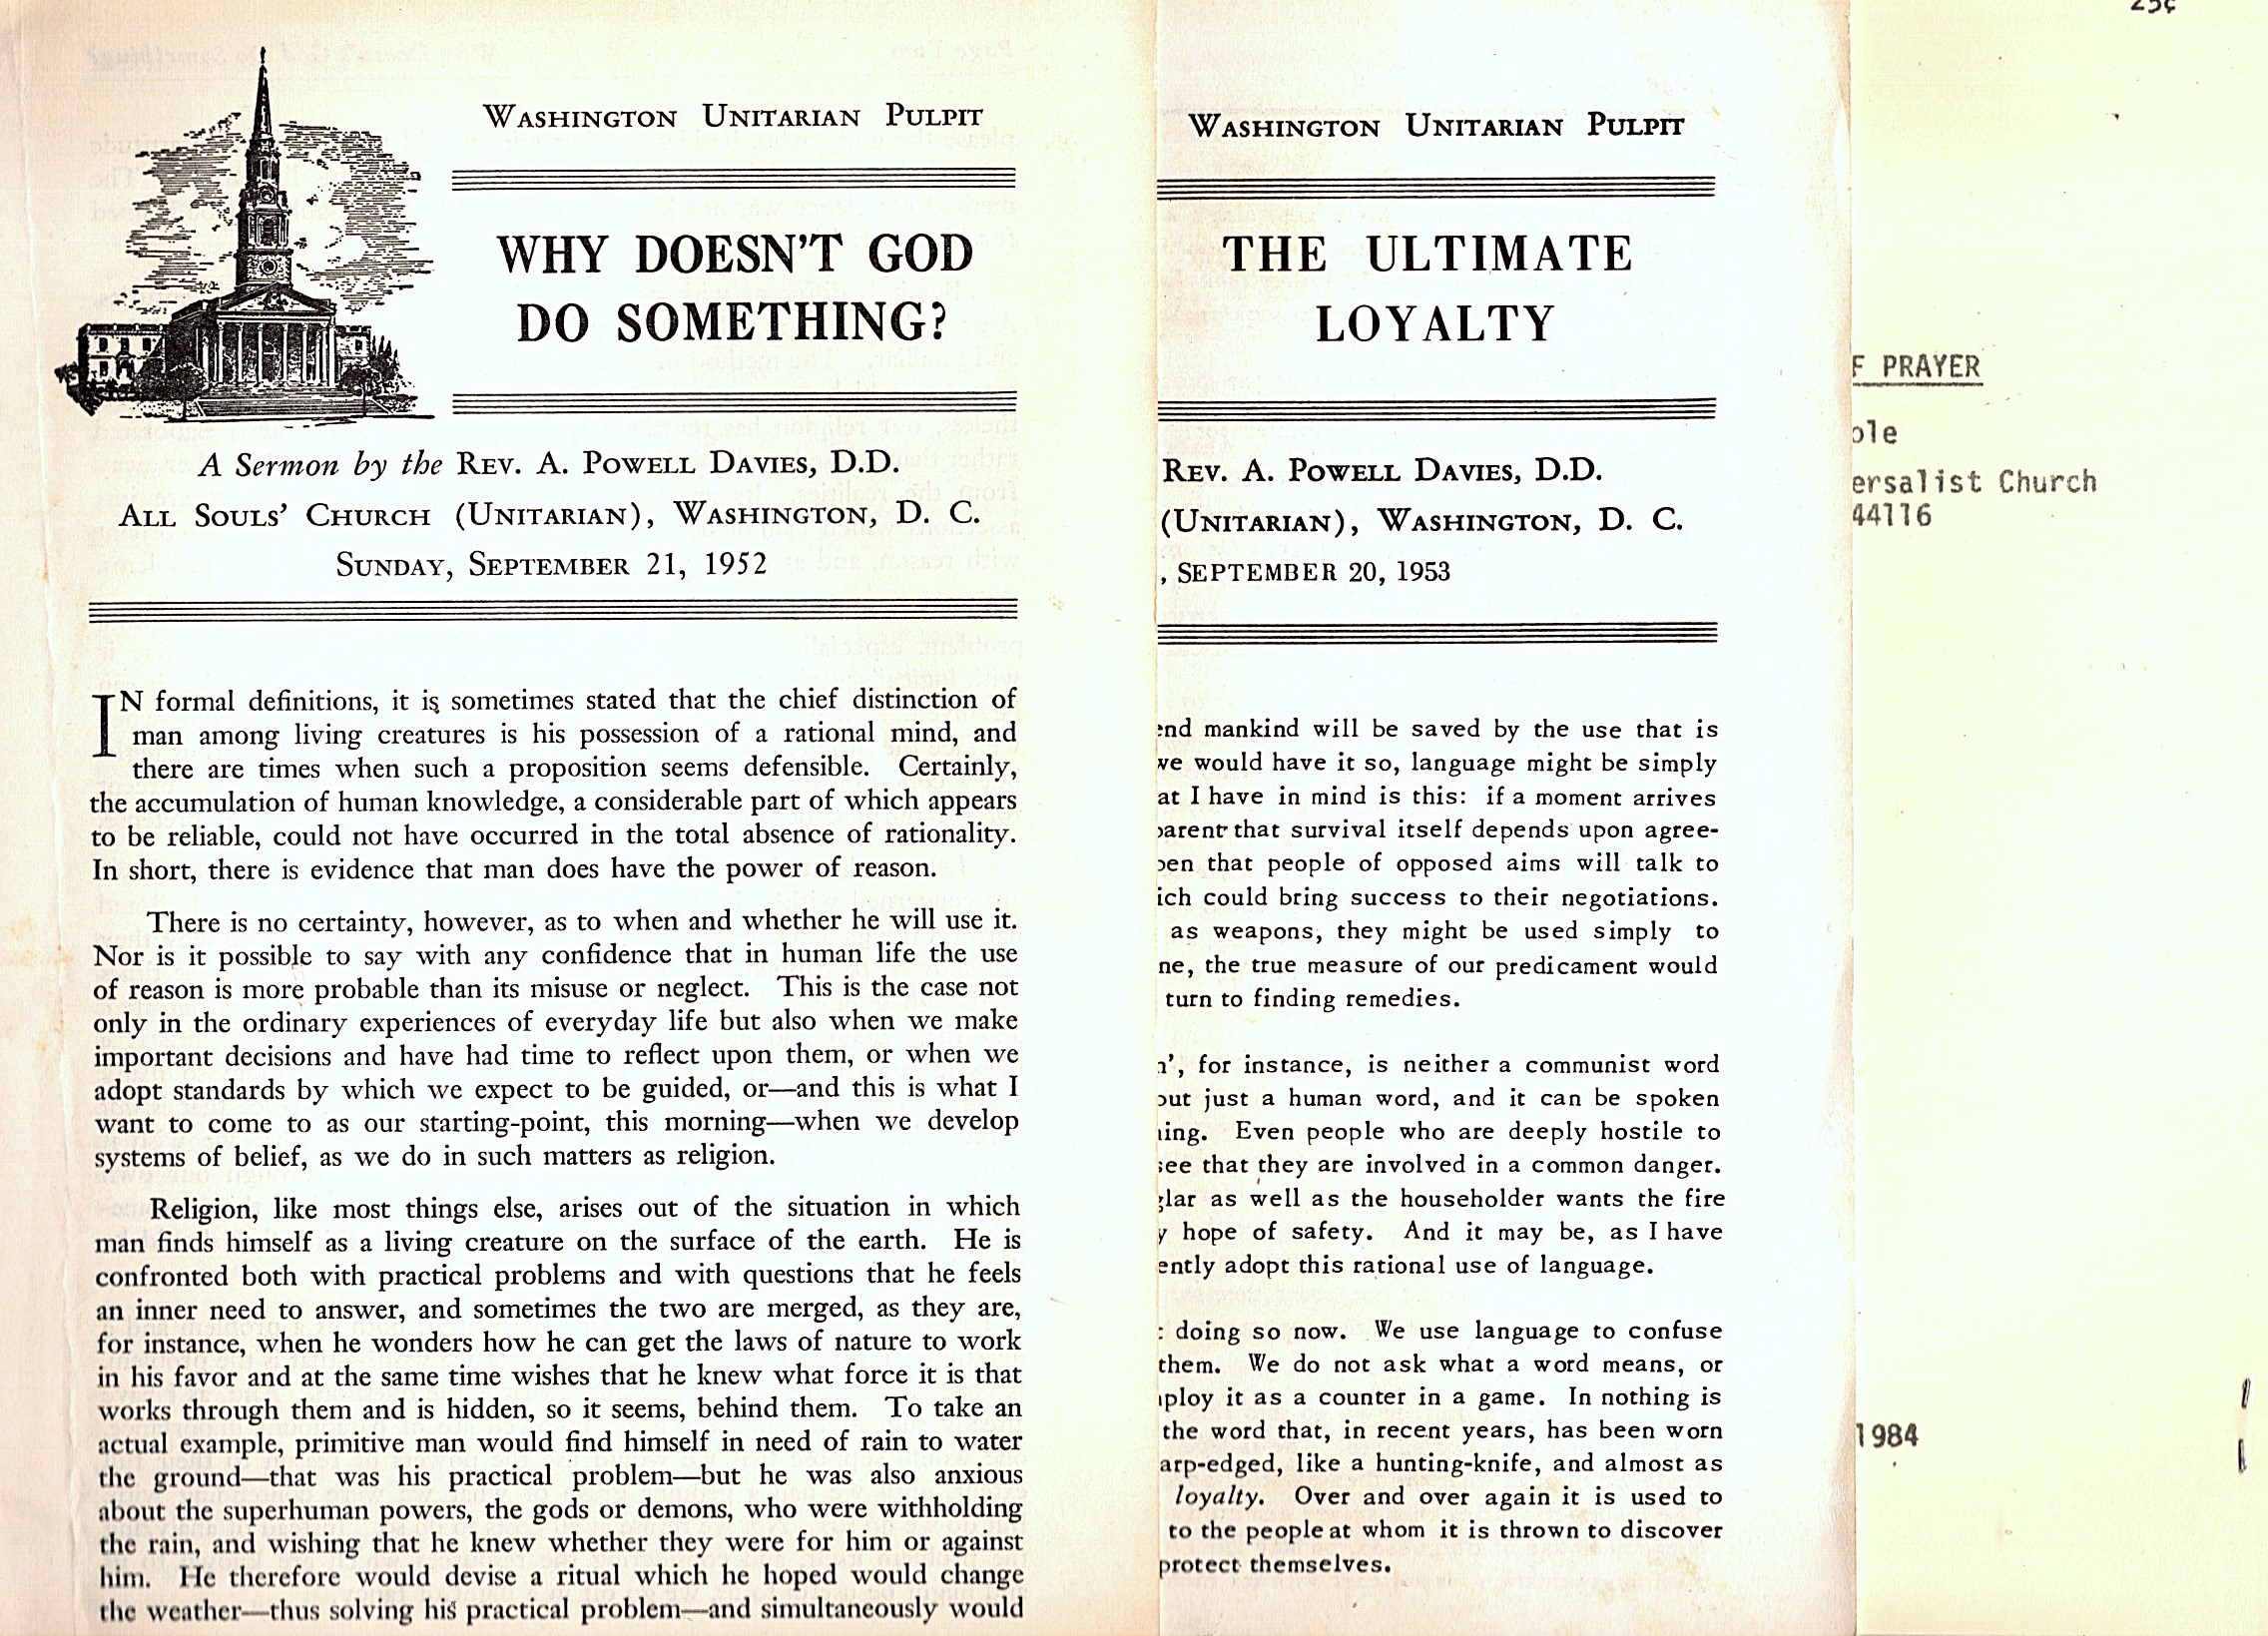 WASHINGTON UNITARIAN PULPIT
WHY DOESN'T GOD
DO SOMETHING?
A Sermon by the REV. A. POWELL DAVIES, D.D.
ALL SOULS' CHURCH (UNITARIAN), WASHINGTON, D. C.
SUNDAY, SEPTEMBER 21, 1952
IN formal definitions, it is sometimes stated that the chief distinction of
man among living creatures is his possession of a rational mind, and
there are times when such a proposition seems defensible. Certainly,
the accumulation of human knowledge, a considerable part of which appears
to be reliable, could not have occurred in the total absence of rationality.
In short, there is evidence that man does have the power of reason.
There is no certainty, however, as to when and whether he will use it.
Nor is it possible to say with any confidence that in human life the use
of reason is more probable than its misuse or neglect. This is the case not
only in the ordinary experiences of everyday life but also when we make
important decisions and have had time to reflect upon them, or when we
adopt standards by which we expect to be guided, or—and this is what I
want to come to as our starting-point, this morning—when we develop
systems of belief, as we do in such matters as religion.
Religion, like most things else, arises out of the situation in which
man finds himself as a living creature on the surface of the earth. He is
confronted both with practical problems and with questions that he feels
an inner need to answer, and sometimes the two are merged, as they are,
for instance, when he wonders how he can get the laws of nature to work
in his favor and at the same time wishes that he knew what force it is that
works through them and is hidden, so it seems, behind them. To take an
actual example, primitive man would find himself in need of rain to water
the ground—that was his practical problem—but he was also anxious
about the superhuman powers, the gods or demons, who were withholding
the rain, and wishing that he knew whether they were for him or against
him. He therefore would devise a ritual which he hoped would change
the weather—thus solving his practical problem—and simultaneously would
WASHINGTON UNITARIAN PULPIT
THE ULTIMATE
LOYALTY
REV. A. POWELL DAVIES, D.D.
(UNITARIAN), WASHINGTON, D. C.
, SEPTEMBER 20, 1953
end mankind will be saved by the use that is
we would have it so, language might be simply
at I have in mind is this: if a moment arrives
parent that survival itself depends upon agree-
pen that people of opposed aims will talk to
ich could bring success to their negotiations.
as weapons, they might be used simply to
ne, the true measure of our predicament would
turn to finding remedies.
n', for instance, is neither a communist word
out just a human word, and it can be spoken
ing. Even people who are deeply hostile to
see that they are involved in a common danger.
glar as well as the householder wants the fire
y hope of safety. And it may be, as I have
ently adopt this rational use of language.
doing so now. We use language to confuse
them. We do not ask what a word means, or
ploy it as a counter in a game. In nothing is
the word that, in recent years, has been worn
arp-edged, like a hunting-knife, and almost as
loyalty. Over and over again it is used to
to the people at whom it is thrown to discover
protect themselves.
25¢
F PRAYER
ole
ersalist Church
44116
1984